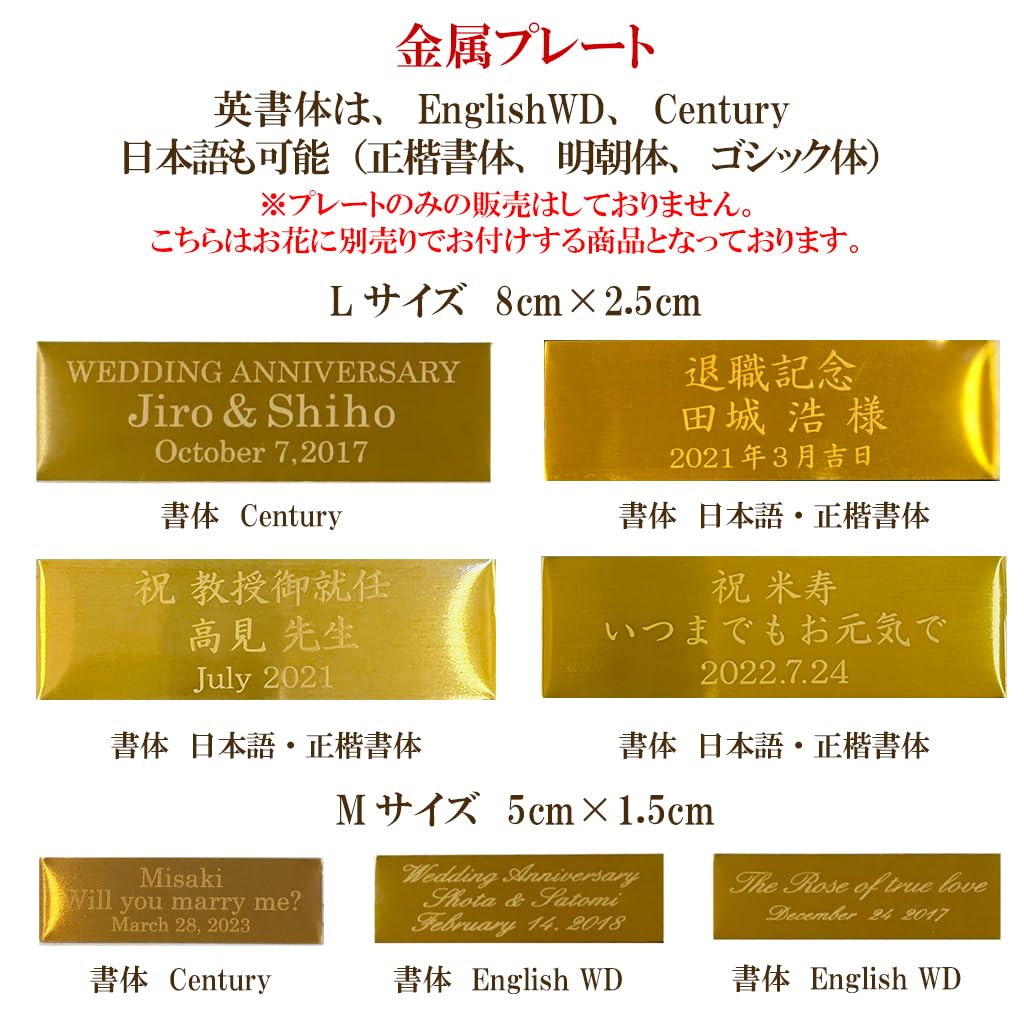 金属プレート
英書体は、EnglishWD、Century
日本語も可能（正楷書体、明朝体、ゴシック体）
※プレートのみの販売はしておりません。
こちらはお花に別売りでお付けする商品となっております。
Lサイズ 8cm×2.5cm
WEDDING ANNIVERSARY
Jiro & Shiho
October 7,2017
書体 Century
退職記念
田城 浩 様
2021年3月吉日
書体 日本語・正楷書体
祝 教授御就任
高見 先生
July 2021
書体 日本語・正楷書体
祝 米寿
いつまでもお元気で
2022.7.24
書体 日本語・正楷書体
Mサイズ 5cm×1.5cm
Misaki
Will you marry me?
March 28, 2023
書体 Century
Wedding Anniversary
Shota & Satomi
February 14. 2018
書体 English WD
The Rose of true love
December 24 2017
書体 English WD